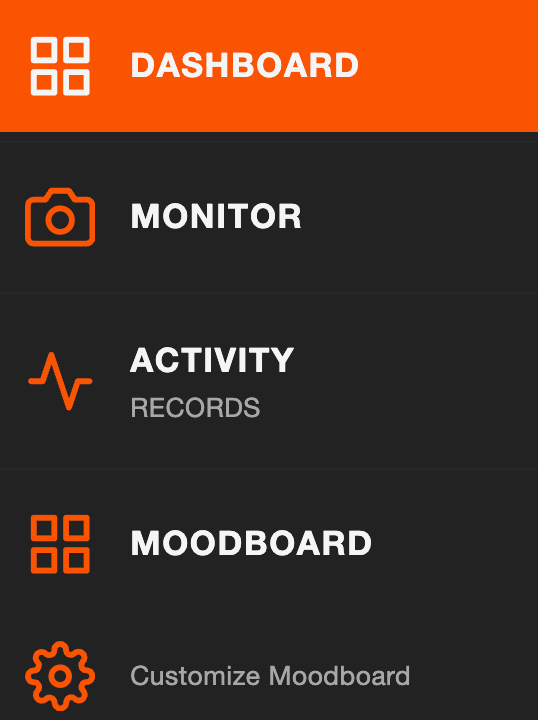 DASHBOARD
MONITOR
ACTIVITY
RECORDS
MOODBOARD
Customize Moodboard